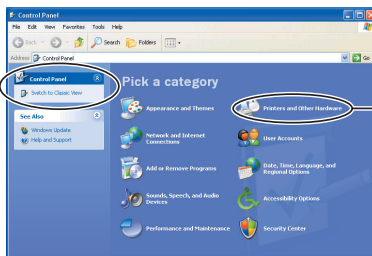 Control Panel
File Edit View Favorites Tools Help
Back Search Folders
Address Control Panel Go
Control Panel
Switch to Classic View
See Also
Windows Update
Help and Support
Pick a category
Appearance and Themes
Printers and Other Hardware
Network and Internet
Connections
User Accounts
Add or Remove Programs
Date, Time, Language, and
Regional Options
Sounds, Speech, and Audio
Devices
Accessibility Options
Performance and Maintenance
Security Center